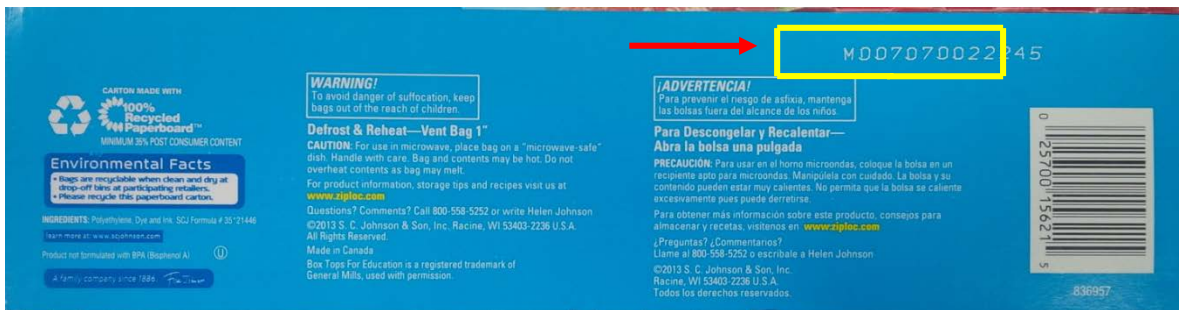 M00707D022245
CARTON MADE WITH
100%
Recycled
Paperboard™
MINIMUM 35% POST CONSUMER CONTENT
Environmental Facts
• Bags are recyclable when clean and dry at
drop-off bins at participating retailers.
• Please recycle this paperboard carton.
INGREDIENTS: Polyethylene, Dye and Ink. SCJ Formula # 35*21446
learn more at: www.scjohnson.com
Product not formulated with BPA (Bisphenol A)
U
A family company since 1886.
WARNING!
To avoid danger of suffocation, keep
bags out of the reach of children.
Defrost & Reheat—Vent Bag 1"
CAUTION: For use in microwave, place bag on a "microwave-safe"
dish. Handle with care. Bag and contents may be hot. Do not
overheat contents as bag may melt.
For product information, storage tips and recipes visit us at
www.ziploc.com
Questions? Comments? Call 800-558-5252 or write Helen Johnson
©2013 S. C. Johnson & Son, Inc. Racine, WI 53403-2236 U.S.A.
All Rights Reserved.
Made in Canada
Box Tops For Education is a registered trademark of
General Mills, used with permission.
¡ADVERTENCIA!
Para prevenir el riesgo de asfixia, mantenga
las bolsas fuera del alcance de los niños.
Para Descongelar y Recalentar—
Abra la bolsa una pulgada
PRECAUCIÓN: Para usar en el horno microondas, coloque la bolsa en un
recipiente apto para microondas. Manipúlela con cuidado. La bolsa y su
contenido pueden estar muy calientes. No permita que la bolsa se caliente
excesivamente pues puede derretirse.
Para obtener más información sobre este producto, consejos para
almacenar y recetas, visítenos en www.ziploc.com
¿Preguntas? ¿Commentarios?
Llame al 800-558-5252 o escríbale a Helen Johnson
©2013 S. C. Johnson & Son, Inc.
Racine, WI 53403-2236 U.S.A.
Todos los derechos reservados.
0 25700 15621 5
836957